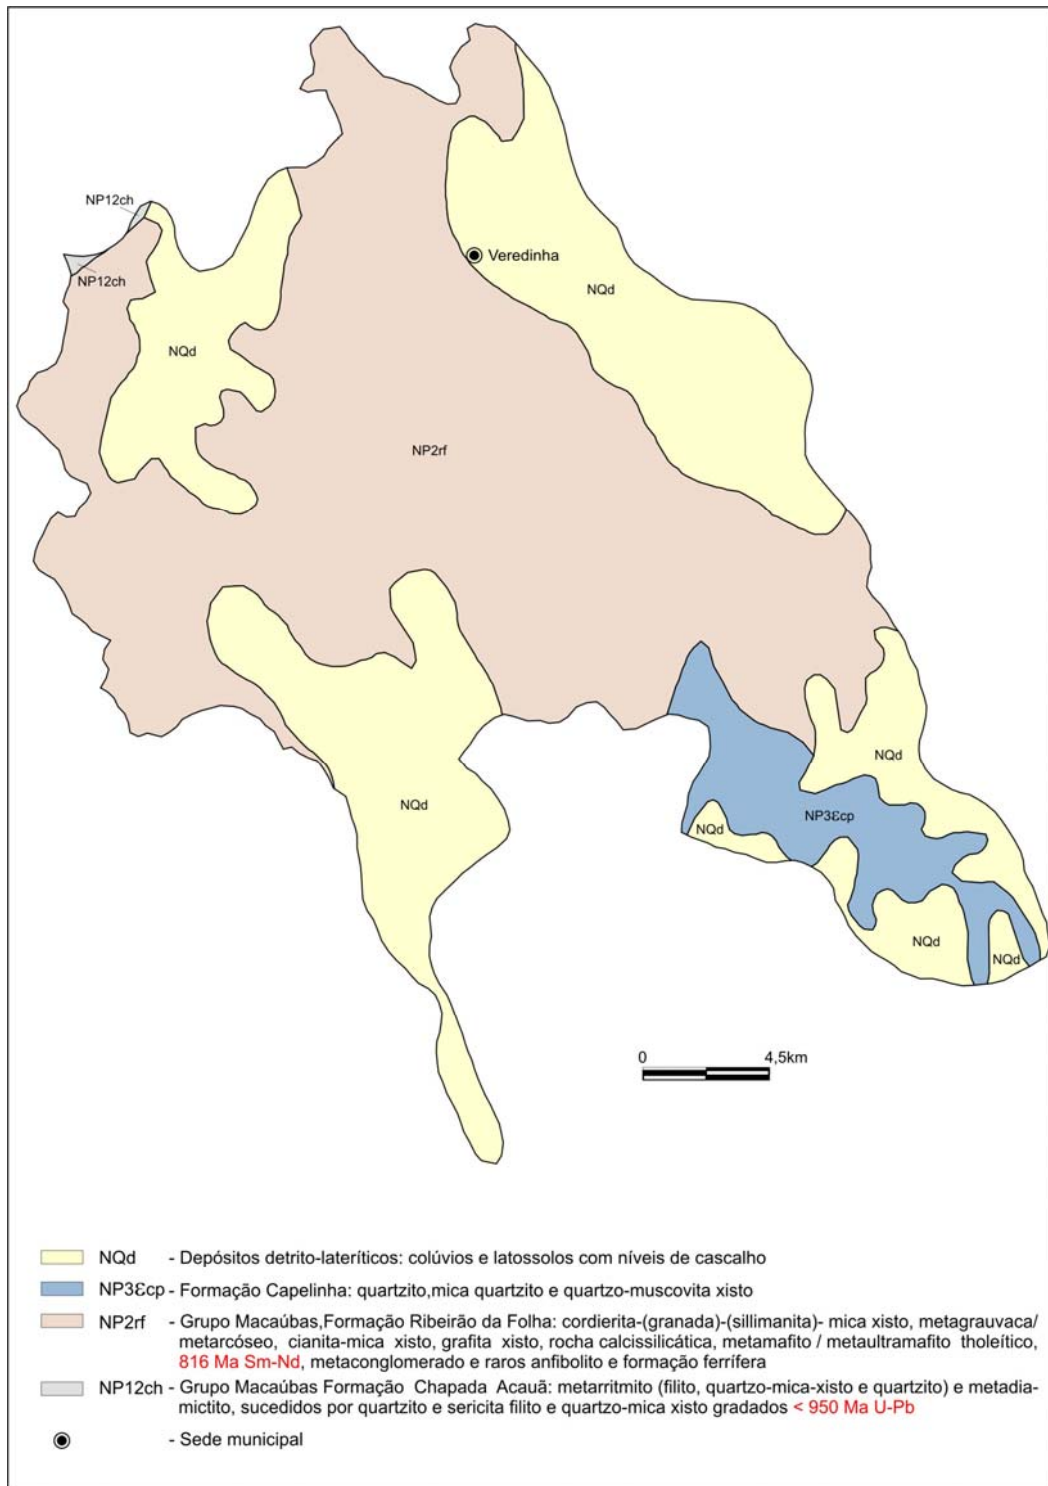 NP12ch
NP12ch
Veredinha
NQd
NQd
NP2rf
NQd
NQd
NQd
NP3Ɛcp
NQd
NQd
0 4,5km
NQd - Depósitos detrito-lateríticos: colúvios e latossolos com níveis de cascalho
NP3Ɛcp - Formação Capelinha: quartzito,mica quartzito e quartzo-muscovita xisto
NP2rf - Grupo Macaúbas,Formação Ribeirão da Folha: cordierita-(granada)-(sillimanita)- mica xisto, metagrauvaca/
metarcóseo, cianita-mica xisto, grafita xisto, rocha calcissilicática, metamafito / metaultramafito tholeítico,
816 Ma Sm-Nd, metaconglomerado e raros anfibolito e formação ferrífera
NP12ch - Grupo Macaúbas Formação Chapada Acauã: metarritmito (filito, quartzo-mica-xisto e quartzito) e metadia-
mictito, sucedidos por quartzito e sericita filito e quartzo-mica xisto gradados < 950 Ma U-Pb
- Sede municipal